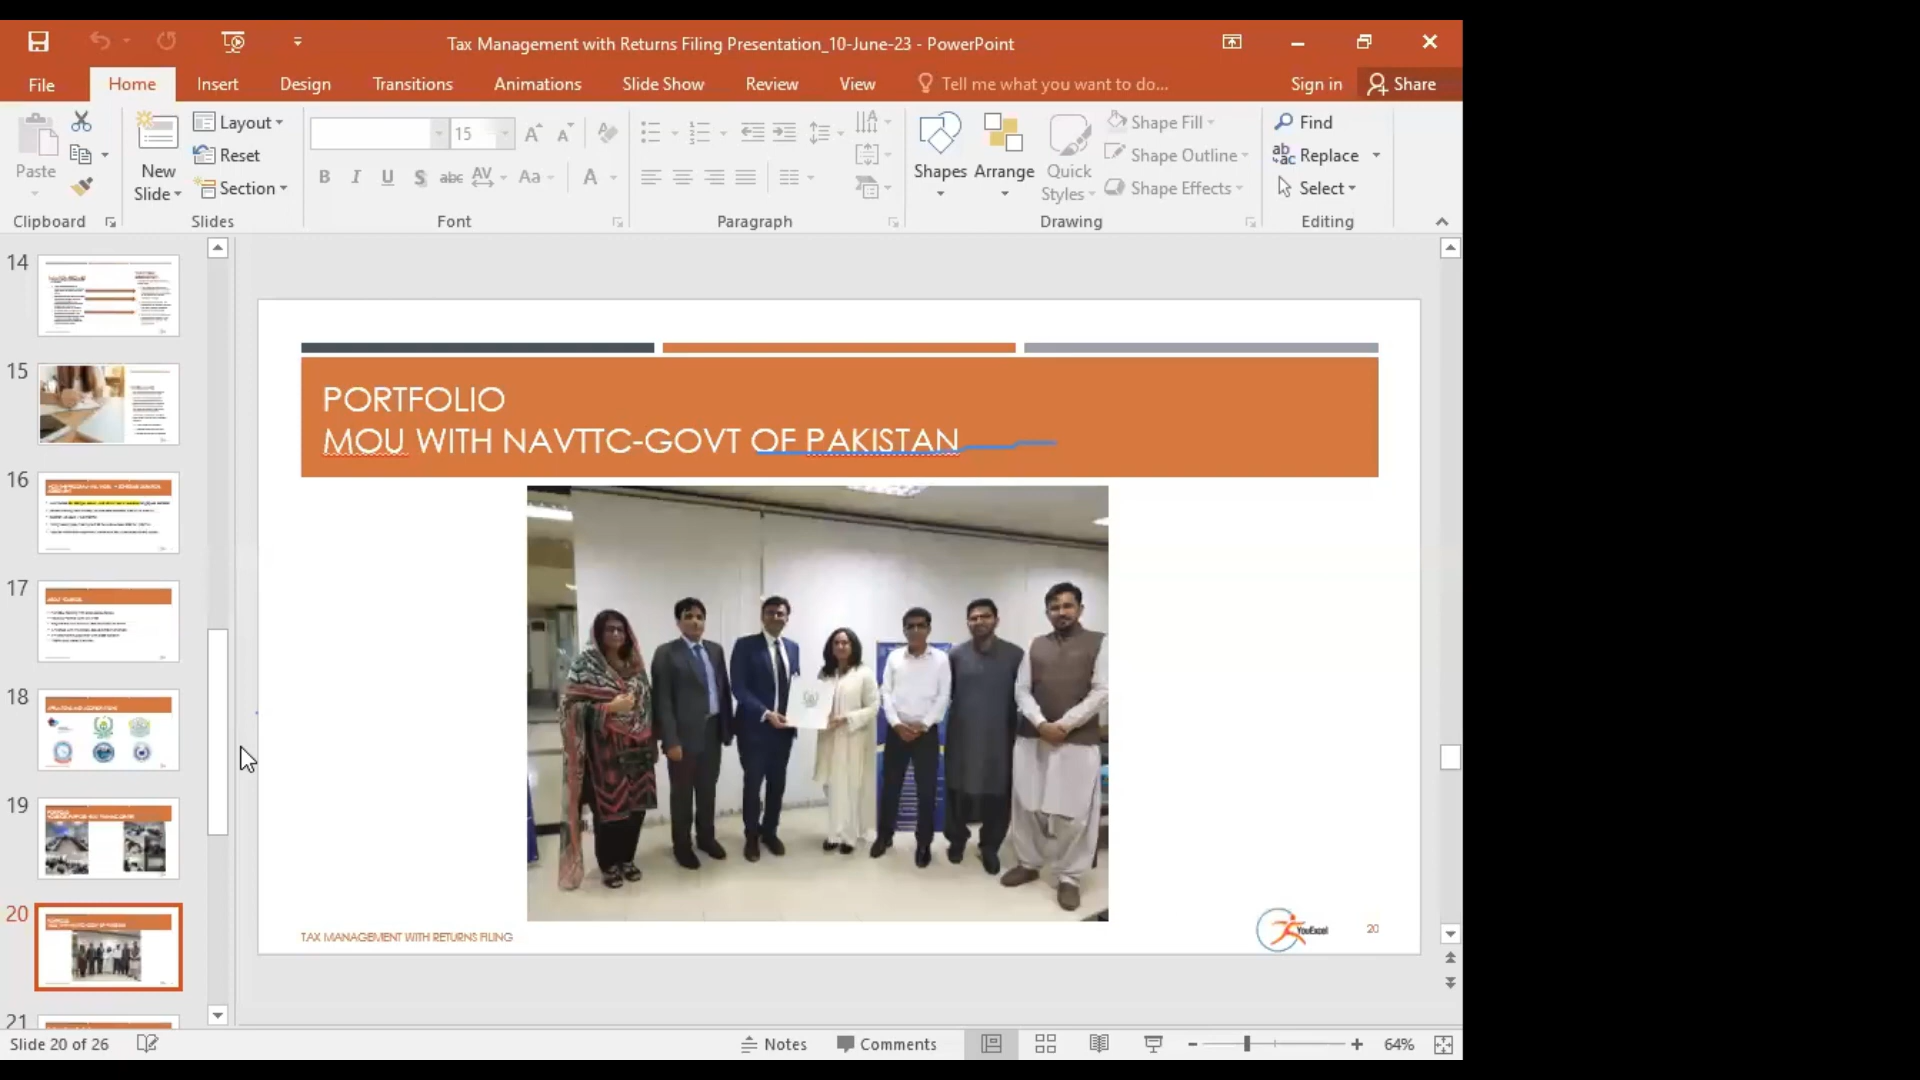 Tax Management with Returns Filing Presentation_10-June-23 - PowerPoint
File Home Insert Design Transitions Animations Slide Show Review View Tell me what you want to do... Sign in Share
Paste
New Slide
Layout
Reset
Section
15
B I U S abc AV Aa A
Shapes
Arrange
Quick Styles
Shape Fill
Shape Outline
Shape Effects
Find
Replace
Select
Clipboard Slides Font Paragraph Drawing Editing
14
15
16
17
18
19
20
21
PORTFOLIO
MOU WITH NAVTTC-GOVT OF PAKISTAN
TAX MANAGEMENT WITH RETURNS FILING
YouExcel
20
Slide 20 of 26
Notes Comments 64%